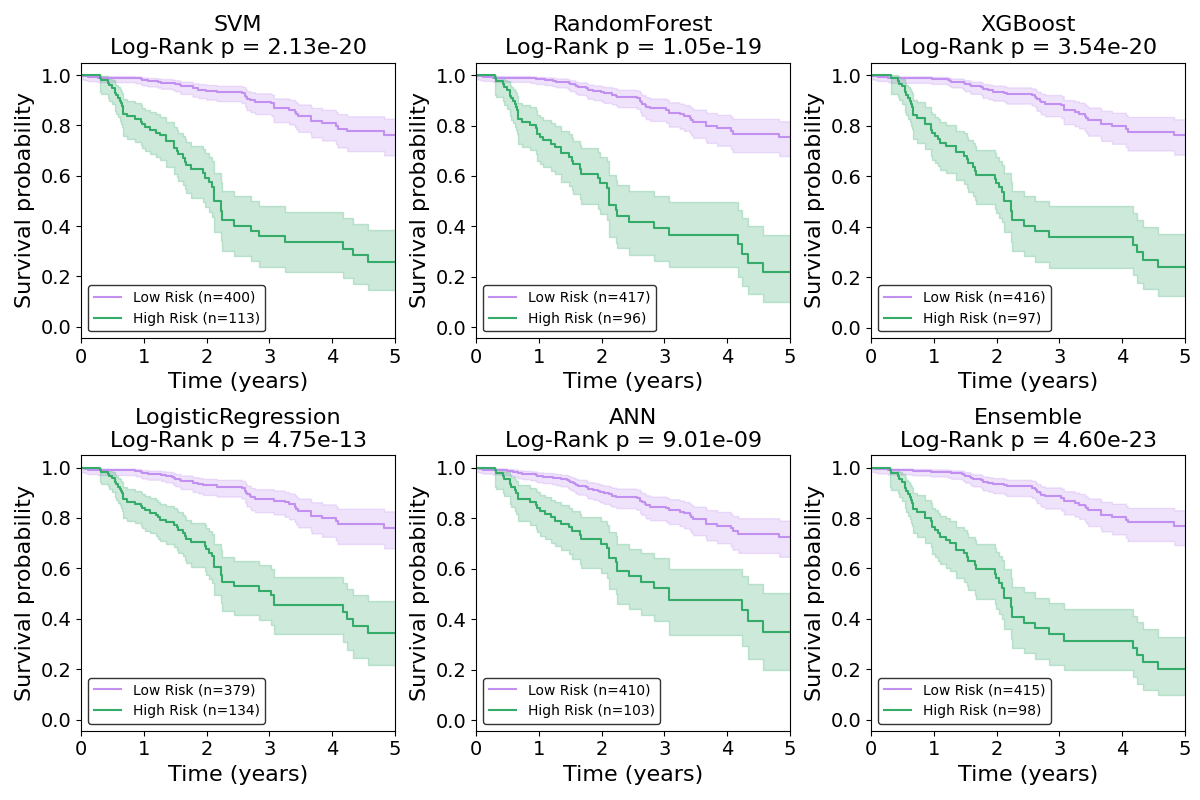 SVM
Log-Rank p = 2.13e-20
Survival probability
1.0
0.8
0.6
0.4
0.2
0.0
Low Risk (n=400)
High Risk (n=113)
0 1 2 3 4 5
Time (years)
RandomForest
Log-Rank p = 1.05e-19
Survival probability
1.0
0.8
0.6
0.4
0.2
0.0
Low Risk (n=417)
High Risk (n=96)
0 1 2 3 4 5
Time (years)
XGBoost
Log-Rank p = 3.54e-20
Survival probability
1.0
0.8
0.6
0.4
0.2
0.0
Low Risk (n=416)
High Risk (n=97)
0 1 2 3 4 5
Time (years)
LogisticRegression
Log-Rank p = 4.75e-13
Survival probability
1.0
0.8
0.6
0.4
0.2
0.0
Low Risk (n=379)
High Risk (n=134)
0 1 2 3 4 5
Time (years)
ANN
Log-Rank p = 9.01e-09
Survival probability
1.0
0.8
0.6
0.4
0.2
0.0
Low Risk (n=410)
High Risk (n=103)
0 1 2 3 4 5
Time (years)
Ensemble
Log-Rank p = 4.60e-23
Survival probability
1.0
0.8
0.6
0.4
0.2
0.0
Low Risk (n=415)
High Risk (n=98)
0 1 2 3 4 5
Time (years)